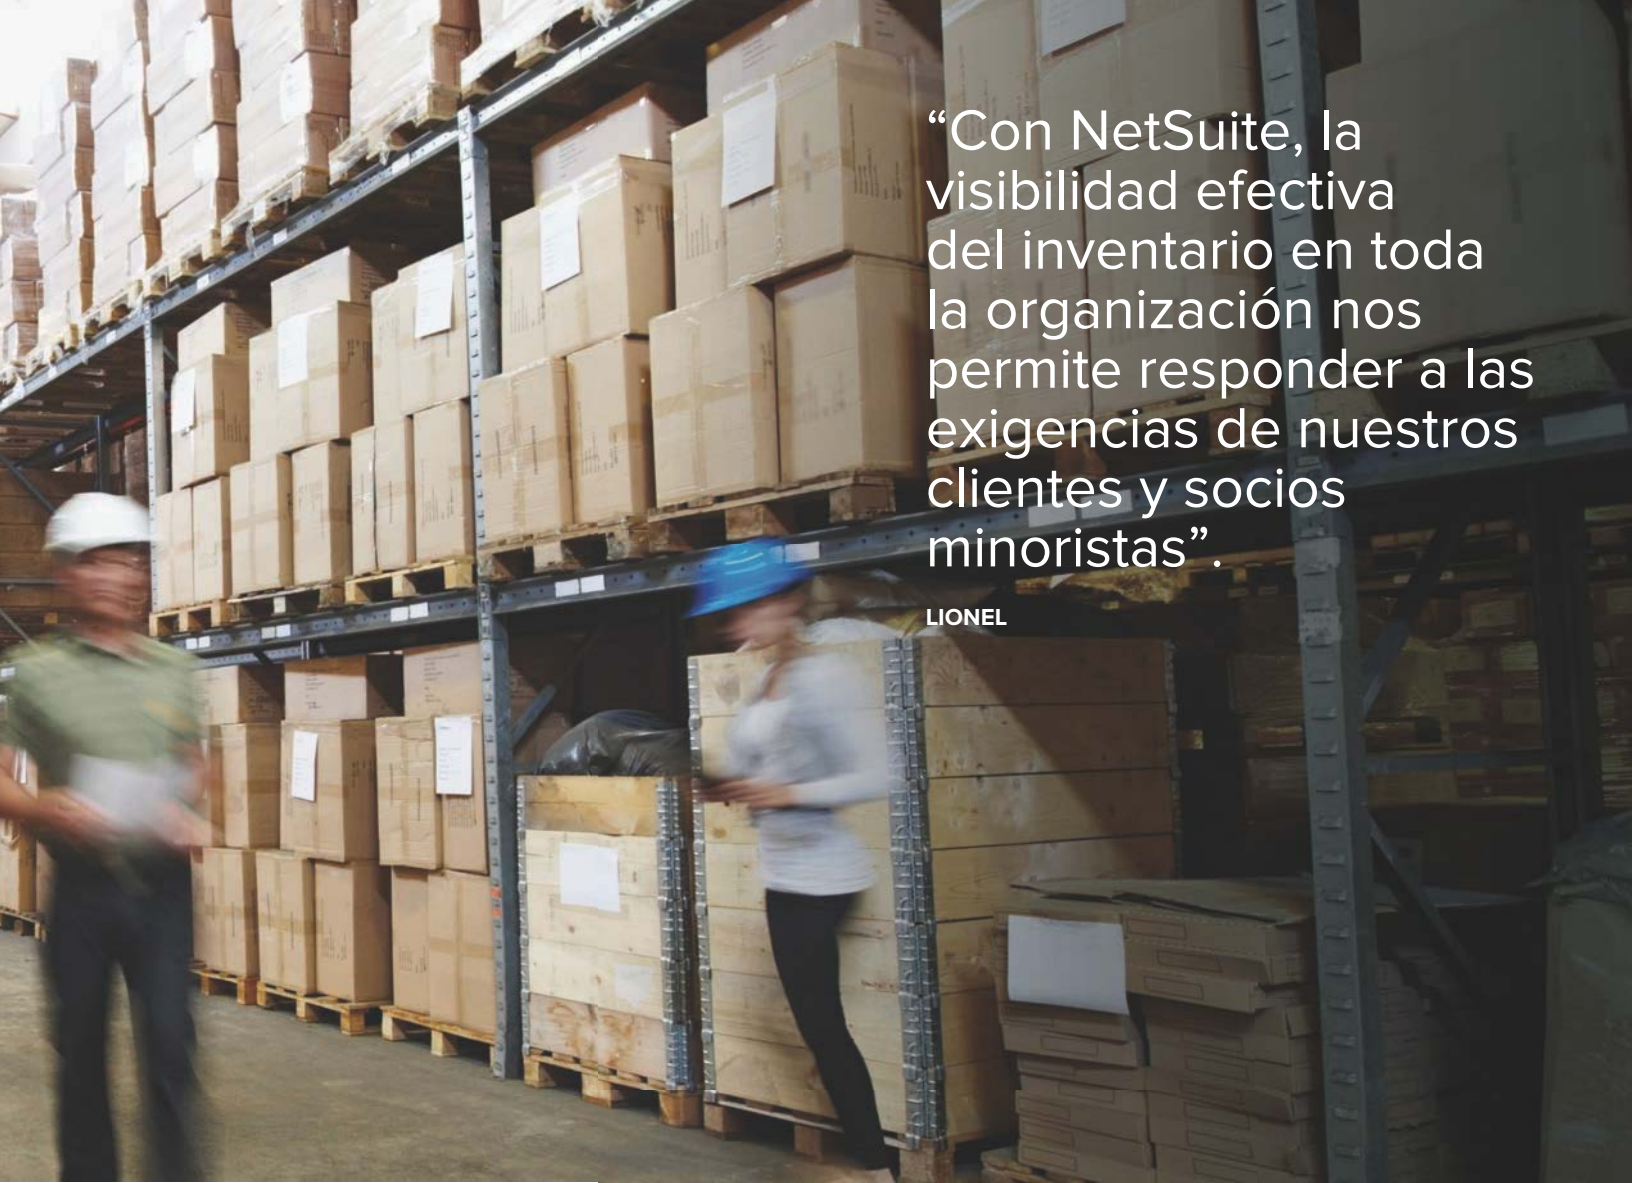 “Con NetSuite, la
visibilidad efectiva
del inventario en toda
la organización nos
permite responder a las
exigencias de nuestros
clientes y socios
minoristas”.
LIONEL